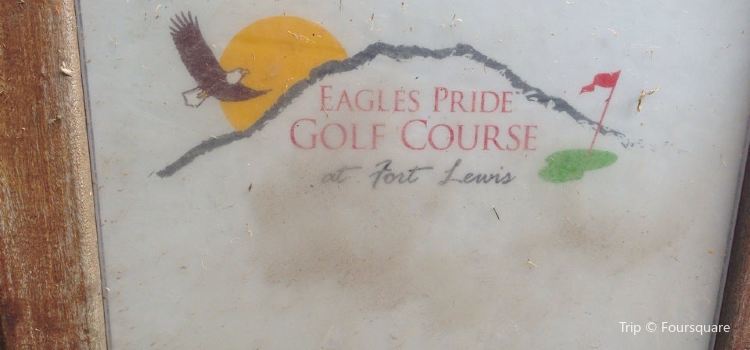 EAGLES PRIDE
GOLF COURSE
at Fort Lewis
Trip © Foursquare